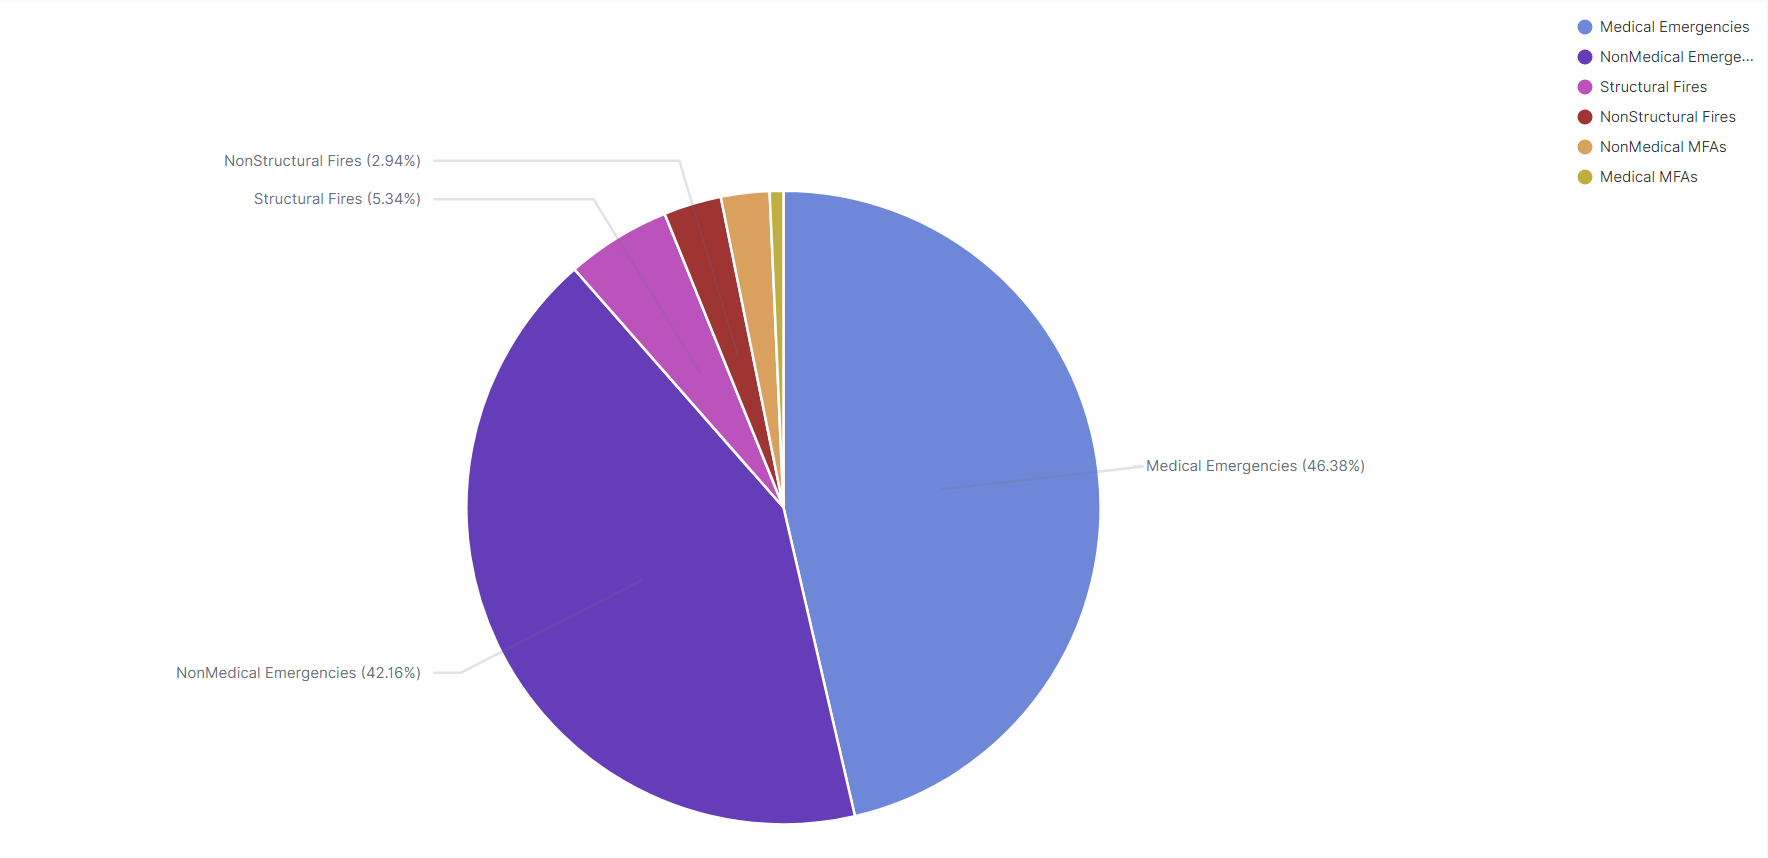 Medical Emergencies
NonMedical Emerge...
Structural Fires
NonStructural Fires
NonMedical MFAs
Medical MFAs
NonStructural Fires (2.94%)
Structural Fires (5.34%)
Medical Emergencies (46.38%)
NonMedical Emergencies (42.16%)